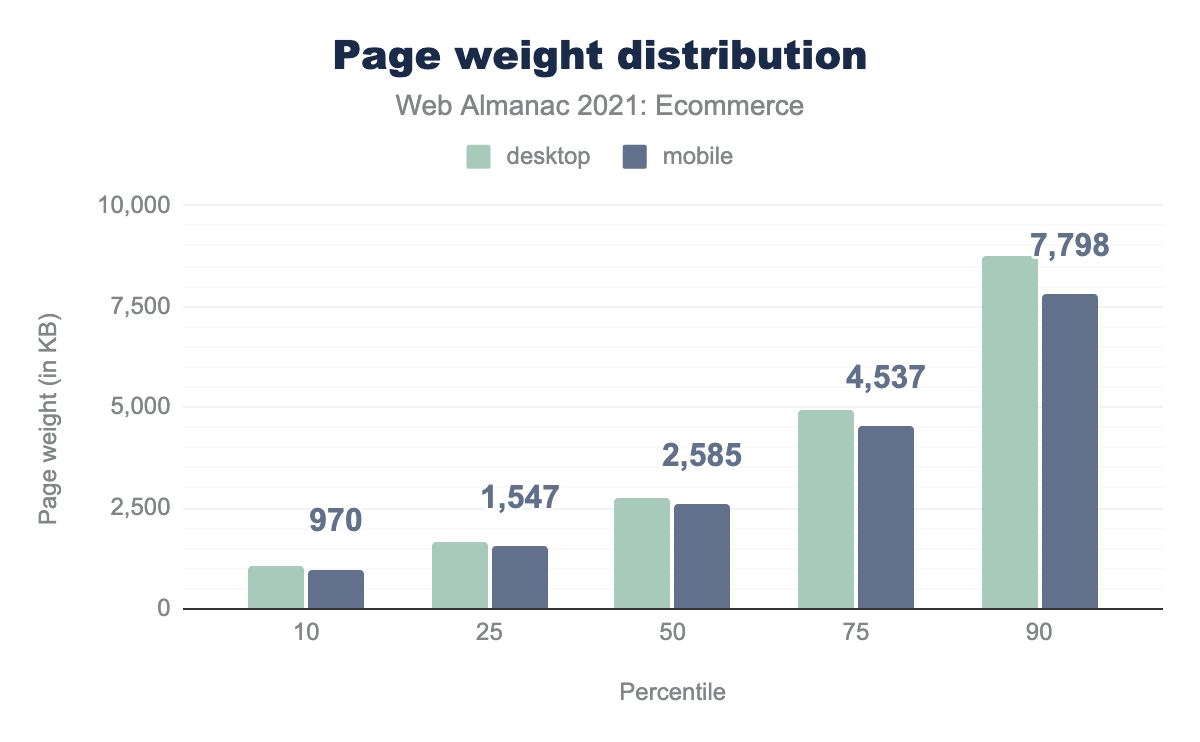 Page weight distribution
Web Almanac 2021: Ecommerce
desktop mobile
10,000
7,500
5,000
2,500
0
Page weight (in KB)
970
1,547
2,585
4,537
7,798
10 25 50 75 90
Percentile